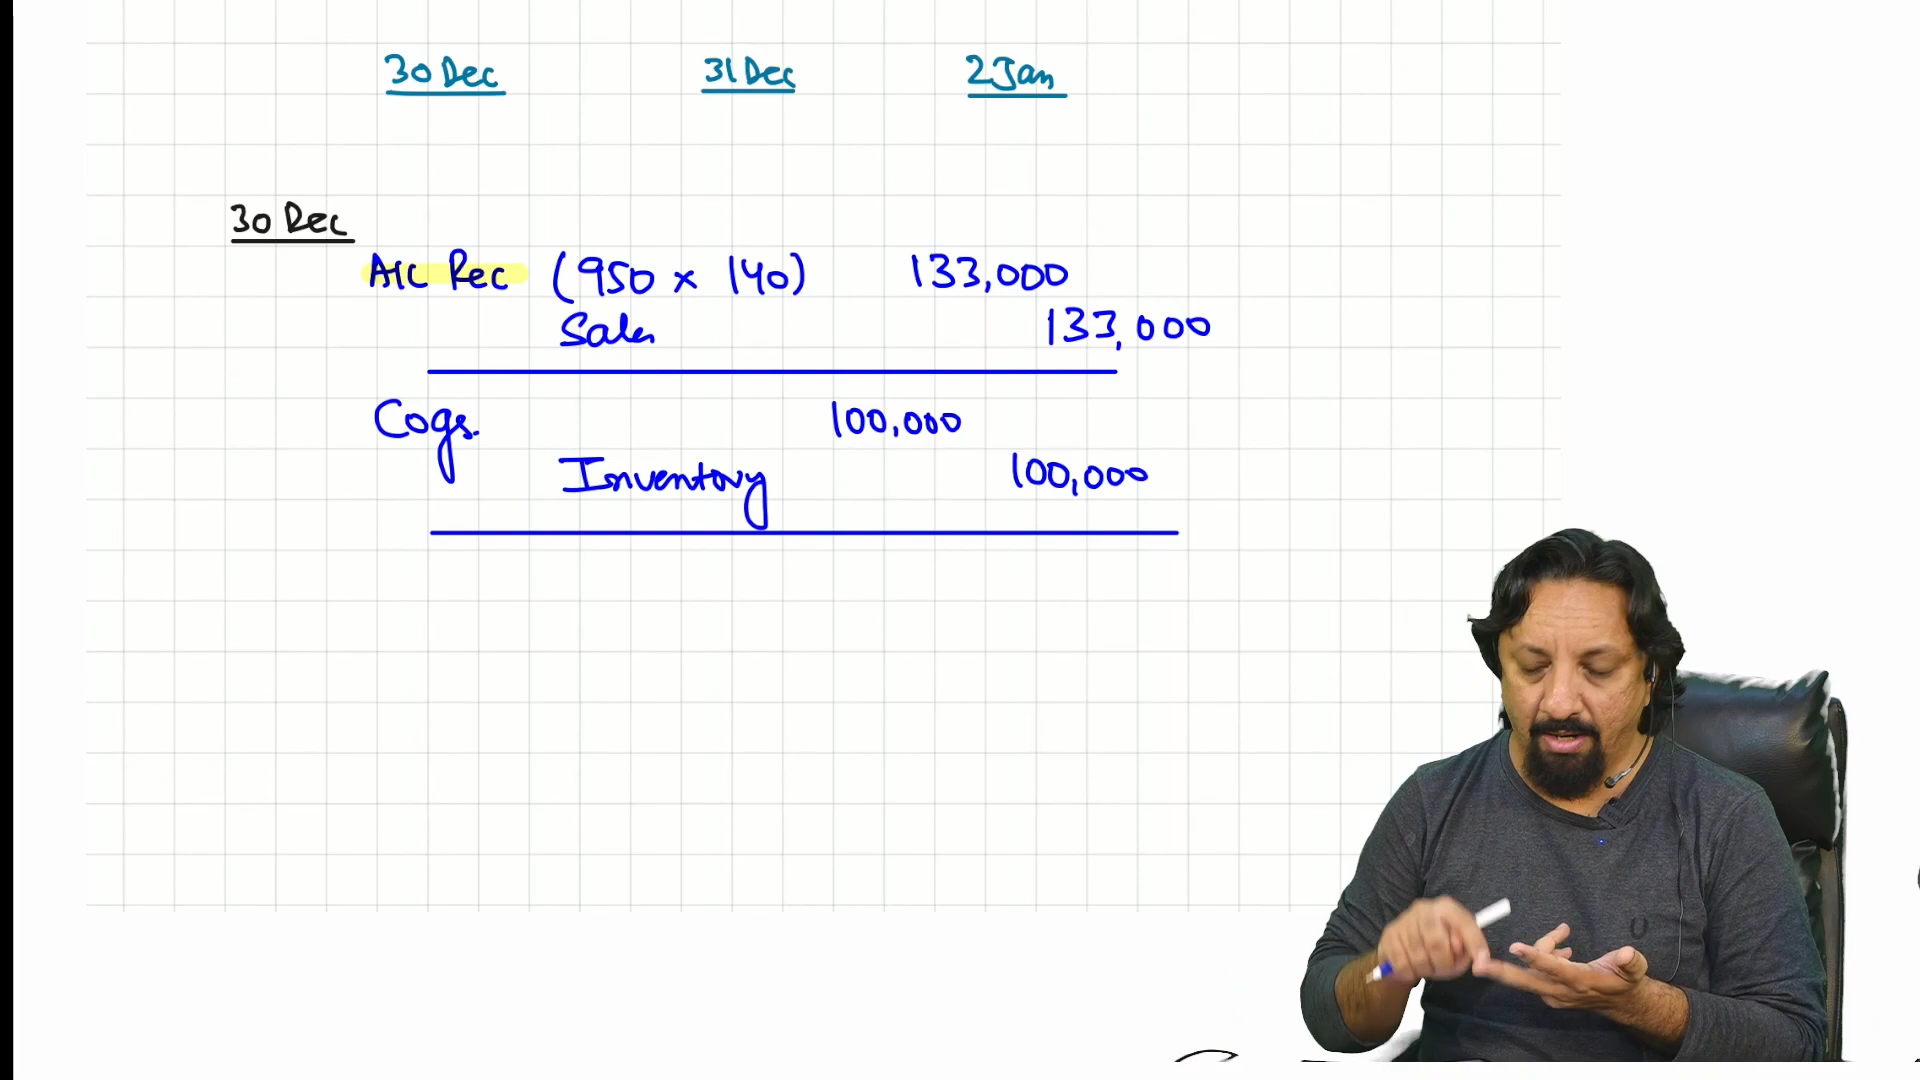 30 Dec 31 Dec 2 Jan
30 Dec
A/c Rec (950 x 140) 133,000
Sales 133,000
Cogs. 100,000
Inventory 100,000